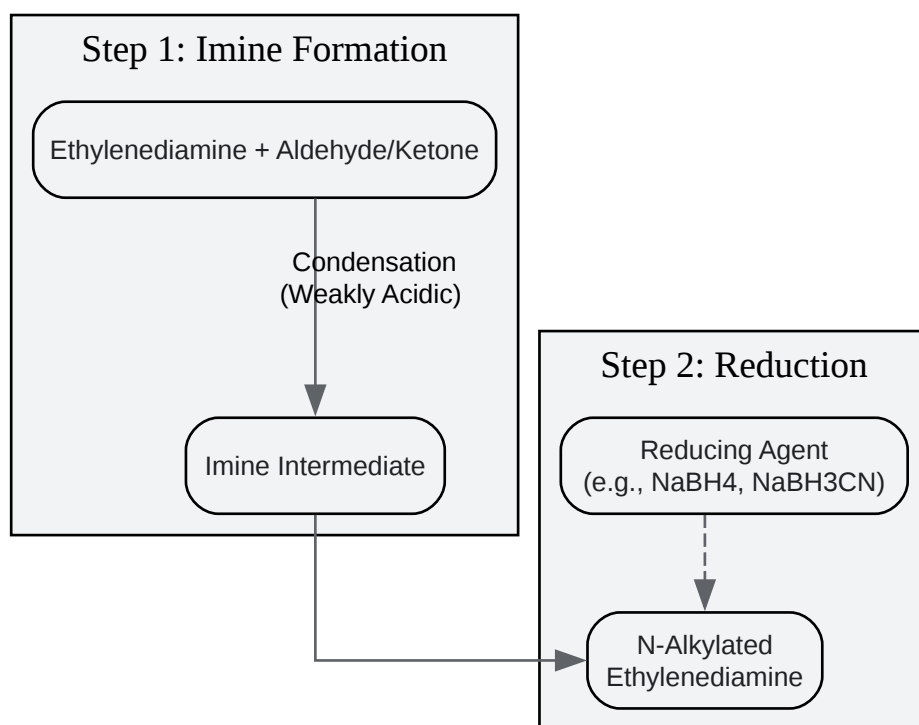 Step 1: Imine Formation
Ethylenediamine + Aldehyde/Ketone
Condensation
(Weakly Acidic)
Imine Intermediate
Step 2: Reduction
Reducing Agent
(e.g., NaBH4, NaBH3CN)
N-Alkylated
Ethylenediamine